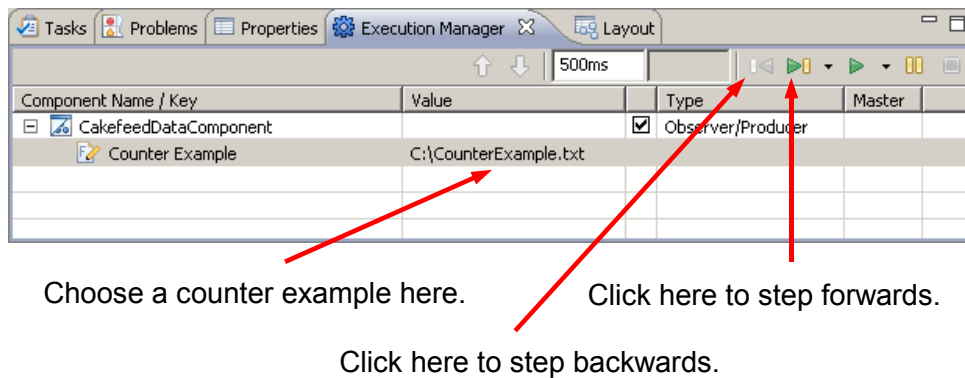 Tasks Problems Properties Execution Manager Layout
500ms
Component Name / Key Value Type Master
CakefeedDataComponent Observer/Producer
Counter Example C:\CounterExample.txt
Choose a counter example here. Click here to step forwards.
Click here to step backwards.